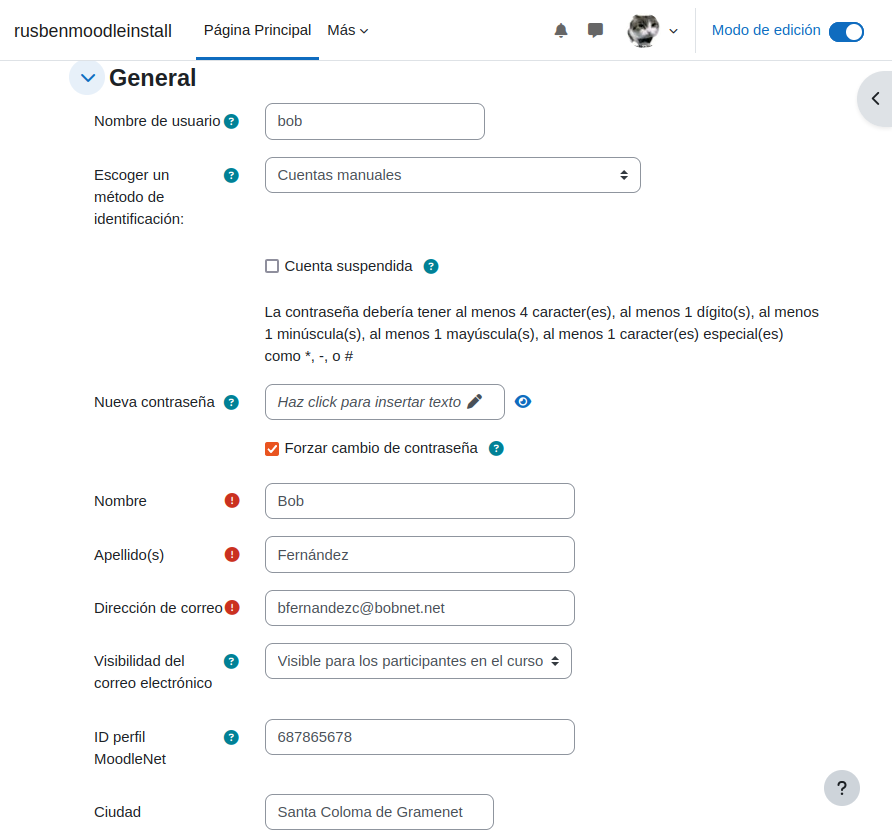 rusbenmoodleinstall
Página Principal
Más
Modo de edición
General
Nombre de usuario ?
bob
Escoger un
método de
identificación:
?
Cuentas manuales
Cuenta suspendida ?
La contraseña debería tener al menos 4 caracter(es), al menos 1 dígito(s), al menos
1 minúscula(s), al menos 1 mayúscula(s), al menos 1 caracter(es) especial(es)
como *, -, o #
Nueva contraseña ?
Haz click para insertar texto
Forzar cambio de contraseña ?
Nombre !
Bob
Apellido(s) !
Fernández
Dirección de correo !
bfernandezc@bobnet.net
Visibilidad del
correo electrónico
?
Visible para los participantes en el curso
ID perfil
MoodleNet
?
687865678
?
Ciudad
Santa Coloma de Gramenet